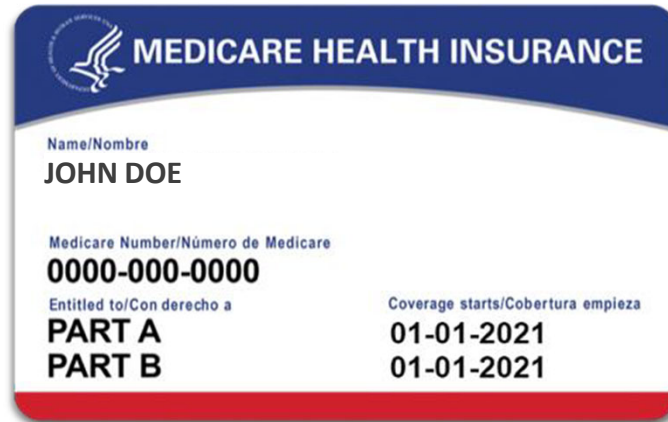 MEDICARE HEALTH INSURANCE
Name/Nombre
JOHN DOE
Medicare Number/Número de Medicare
0000-000-0000
Entitled to/Con derecho a
Coverage starts/Cobertura empieza
PART A 01-01-2021
PART B 01-01-2021